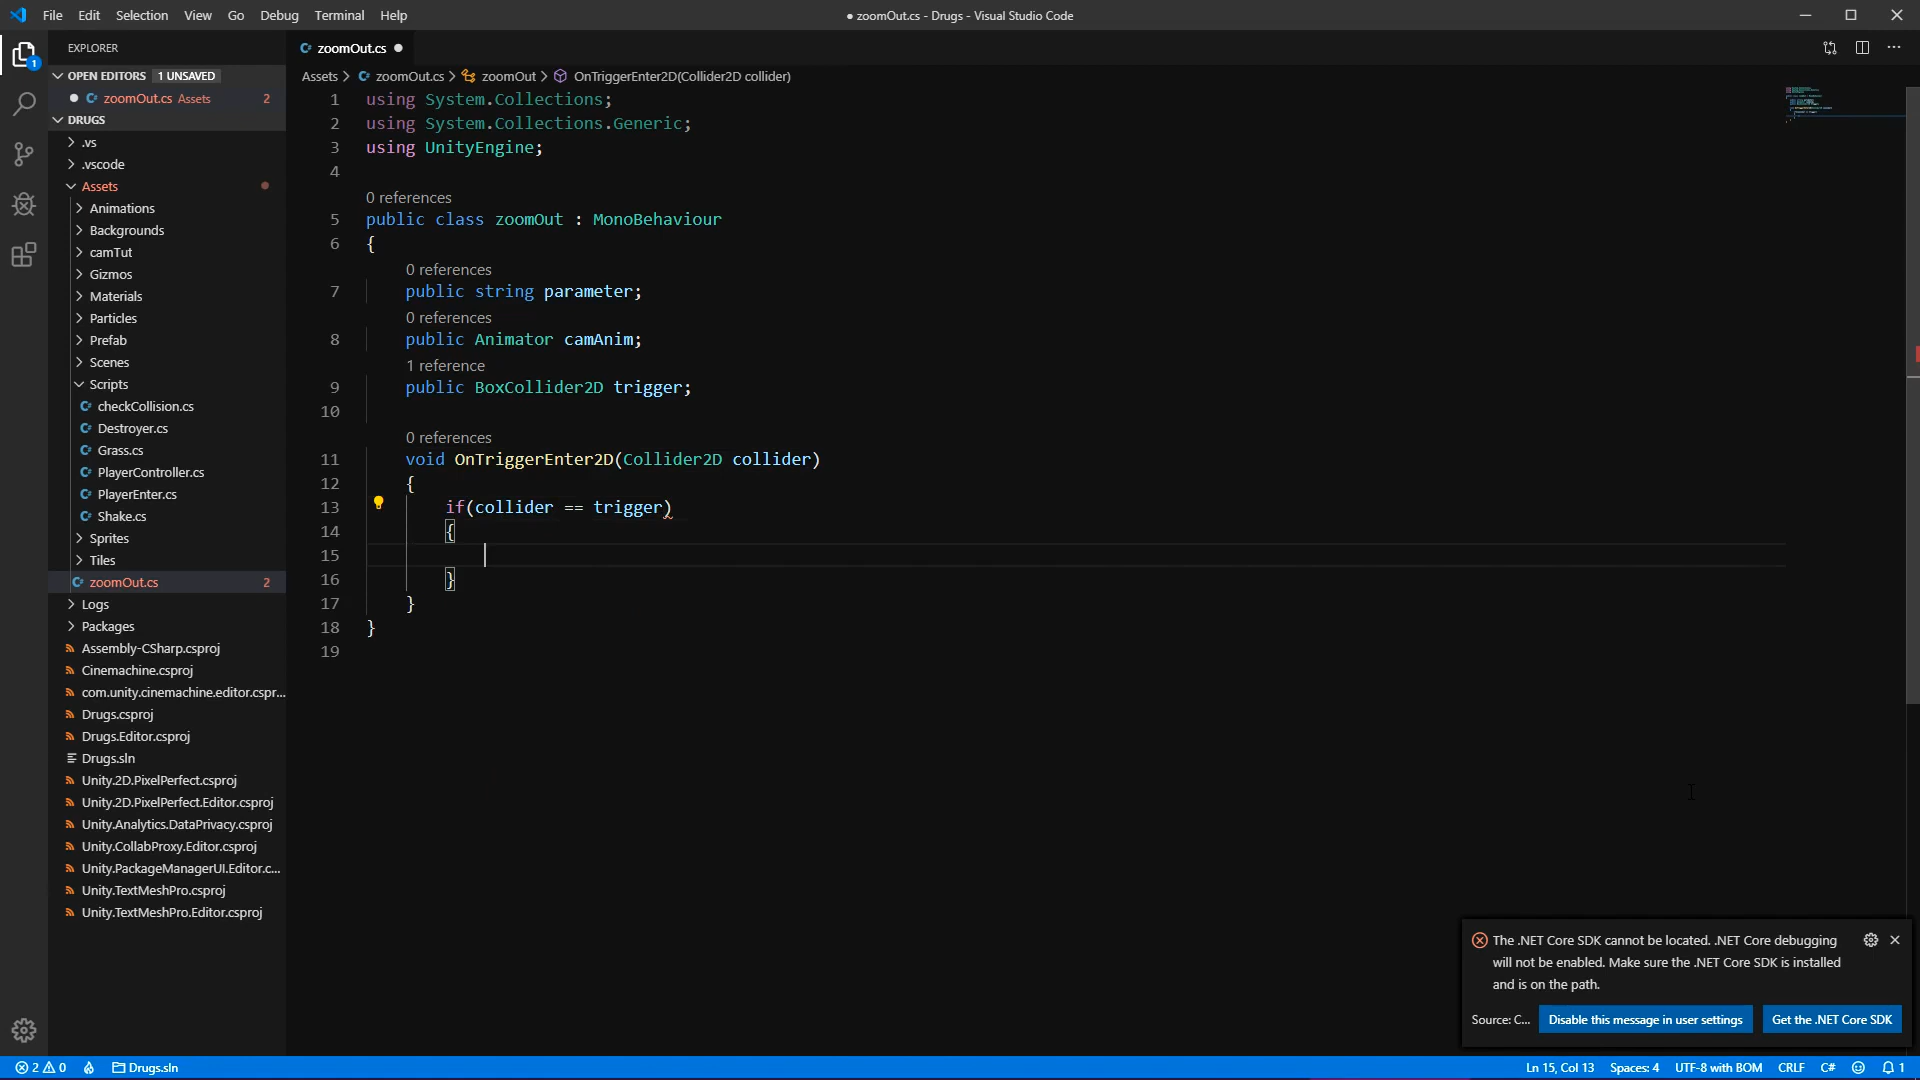 File Edit Selection View Go Debug Terminal Help
● zoomOut.cs - Drugs - Visual Studio Code
EXPLORER
OPEN EDITORS 1 UNSAVED
zoomOut.cs Assets 2
DRUGS
.vs
.vscode
Assets
Animations
Backgrounds
camTut
Gizmos
Materials
Particles
Prefab
Scenes
Scripts
checkCollision.cs
Destroyer.cs
Grass.cs
PlayerController.cs
PlayerEnter.cs
Shake.cs
Sprites
Tiles
zoomOut.cs 2
Logs
Packages
Assembly-CSharp.csproj
Cinemachine.csproj
com.unity.cinemachine.editor.cspr...
Drugs.csproj
Drugs.Editor.csproj
Drugs.sln
Unity.2D.PixelPerfect.csproj
Unity.2D.PixelPerfect.Editor.csproj
Unity.Analytics.DataPrivacy.csproj
Unity.CollabProxy.Editor.csproj
Unity.PackageManagerUI.Editor.c...
Unity.TextMeshPro.csproj
Unity.TextMeshPro.Editor.csproj
1
zoomOut.cs
Assets > zoomOut.cs > zoomOut > OnTriggerEnter2D(Collider2D collider)
1 using System.Collections;
2 using System.Collections.Generic;
3 using UnityEngine;
4
0 references
5 public class zoomOut : MonoBehaviour
6 {
0 references
7 public string parameter;
0 references
8 public Animator camAnim;
1 reference
9 public BoxCollider2D trigger;
10
0 references
11 void OnTriggerEnter2D(Collider2D collider)
12 {
13 if(collider == trigger)
14 {
15
16 }
17 }
18 }
19
The .NET Core SDK cannot be located. .NET Core debugging
will not be enabled. Make sure the .NET Core SDK is installed
and is on the path.
Source: C... Disable this message in user settings Get the .NET Core SDK
2 0 Drugs.sln Ln 15, Col 13 Spaces: 4 UTF-8 with BOM CRLF C# 1